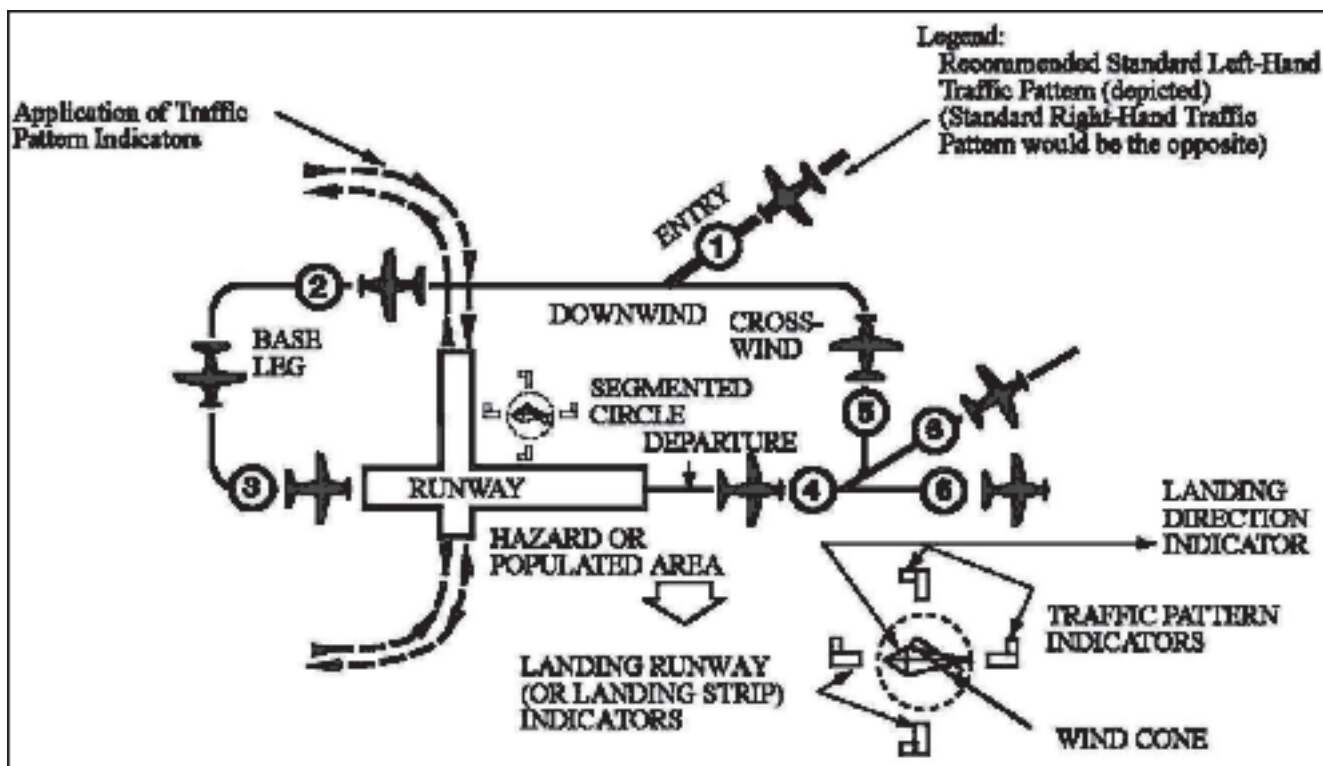 Legend:
Recommended Standard Left-Hand
Traffic Pattern (depicted)
(Standard Right-Hand Traffic
Pattern would be the opposite)
Application of Traffic
Pattern Indicators
ENTRY
1
2
DOWNWIND
CROSS-
WIND
BASE
LEG
SEGMENTED
CIRCLE
5
6
DEPARTURE
3
RUNWAY
4
6
LANDING
DIRECTION
INDICATOR
HAZARD OR
POPULATED AREA
TRAFFIC PATTERN
INDICATORS
LANDING RUNWAY
(OR LANDING STRIP)
INDICATORS
WIND CONE